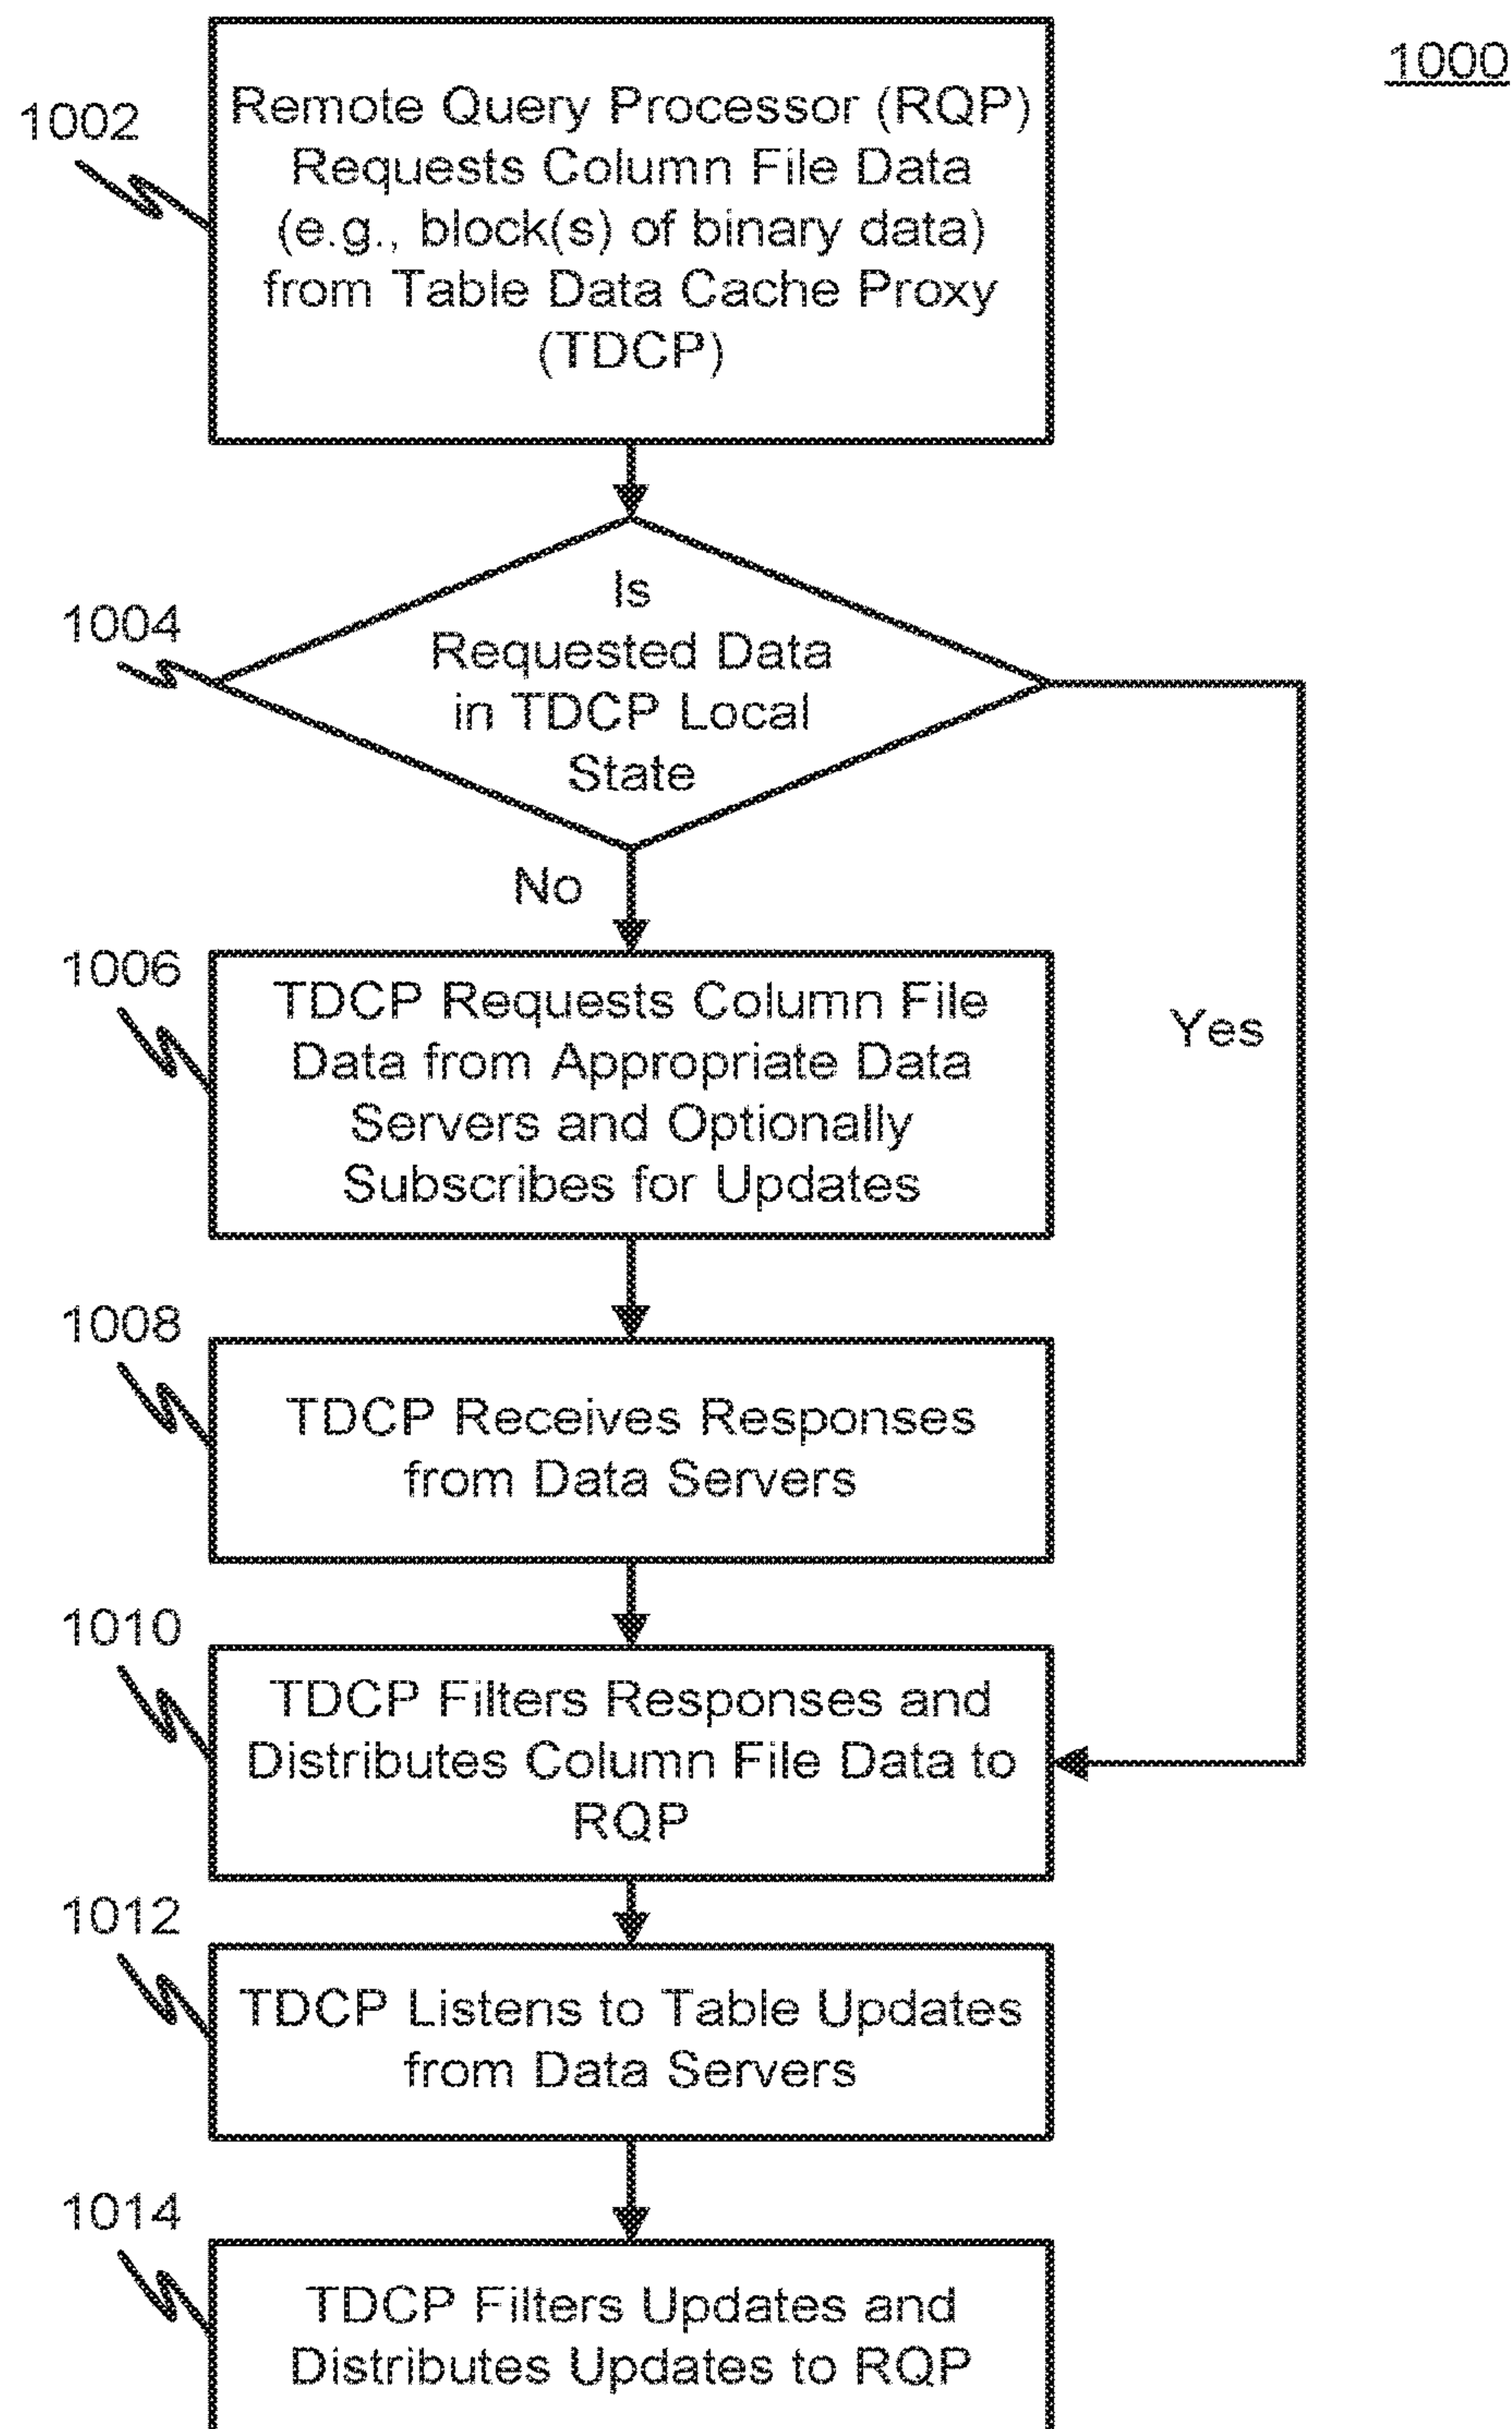 1000
1002
Remote Query Processor (RQP)
Requests Column File Data
(e.g., block(s) of binary data)
from Table Data Cache Proxy
(TDCP)
1004
Is
Requested Data
in TDCP Local
State
No
Yes
1006
TDCP Requests Column File
Data from Appropriate Data
Servers and Optionally
Subscribes for Updates
1008
TDCP Receives Responses
from Data Servers
1010
TDCP Filters Responses and
Distributes Column File Data to
RQP
1012
TDCP Listens to Table Updates
from Data Servers
1014
TDCP Filters Updates and
Distributes Updates to RQP